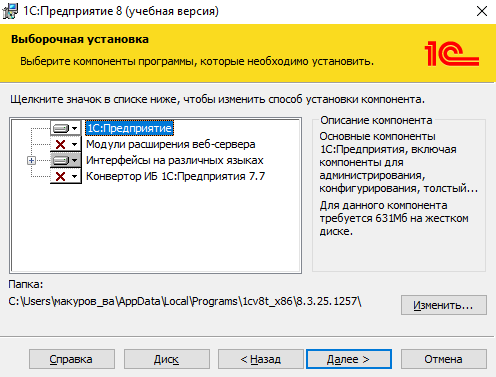 1С:Предприятие 8 (учебная версия)
Выборочная установка
Выберите компоненты программы, которые необходимо установить.
1С
Щелкните значок в списке ниже, чтобы изменить способ установки компонента.
1С:Предприятие
Модули расширения веб-сервера
Интерфейсы на различных языках
Конвертор ИБ 1С:Предприятия 7.7
Описание компонента
Основные компоненты
1С:Предприятия, включая
компоненты для
администрирования,
конфигурирования, толстый...
Для данного компонента
требуется 631Мб на жестком
диске.
Папка:
C:\Users\макуров_ва\AppData\Local\Programs\1cv8t_x86\8.3.25.1257\
Изменить...
Справка
Диск
< Назад
Далее >
Отмена